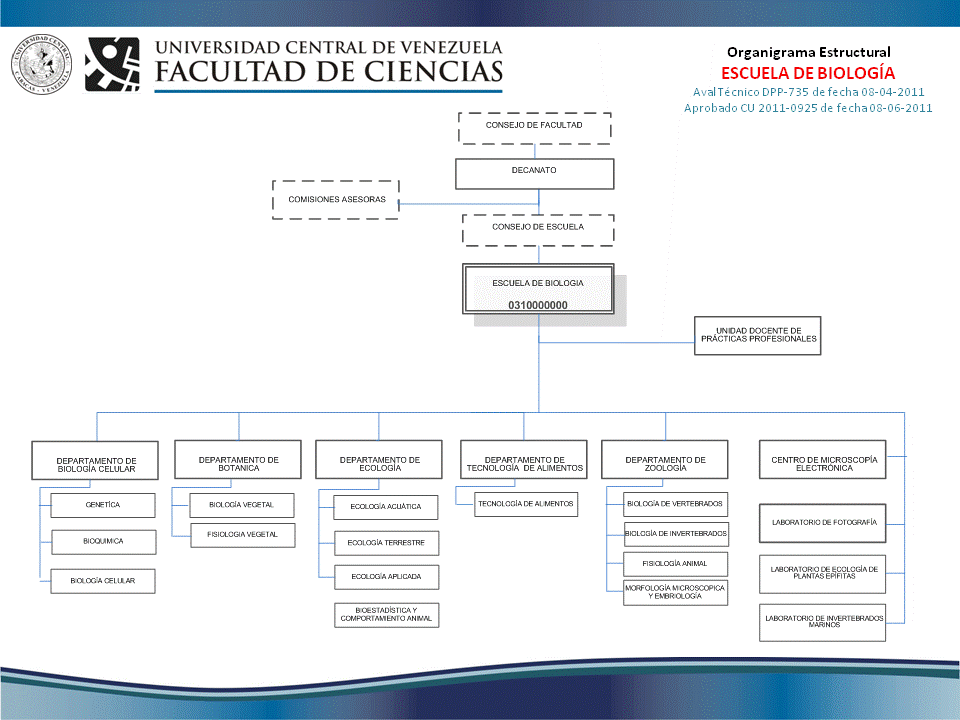 UNIVERSIDAD CENTRAL DE VENEZUELA
FACULTAD DE CIENCIAS
Organigrama Estructural
ESCUELA DE BIOLOGÍA
Aval Técnico DPP-735 de fecha 08-04-2011
Aprobado CU 2011-0925 de fecha 08-06-2011
CONSEJO DE FACULTAD
DECANATO
COMISIONES ASESORAS
CONSEJO DE ESCUELA
ESCUELA DE BIOLOGIA
0310000000
UNIDAD DOCENTE DE
PRÁCTICAS PROFESIONALES
DEPARTAMENTO DE
BIOLOGÍA CELULAR
GENETÍCA
BIOQUIMICA
BIOLOGÍA CELULAR
DEPARTAMENTO DE
BOTANICA
BIOLOGÍA VEGETAL
FISIOLOGIA VEGETAL
DEPARTAMENTO DE
ECOLOGÍA
ECOLOGÍA ACUÁTICA
ECOLOGÍA TERRESTRE
ECOLOGÍA APLICADA
BIOESTADÍSTICA Y
COMPORTAMIENTO ANIMAL
DEPARTAMENTO DE
TECNOLOGÍA DE ALIMENTOS
TECNOLOGÍA DE ALIMENTOS
DEPARTAMENTO DE
ZOOLOGÍA
BIOLOGÍA DE VERTEBRADOS
BIOLOGÍA DE INVERTEBRADOS
FISIOLOGÍA ANIMAL
MORFOLOGÍA MICROSCOPICA
Y EMBRIOLOGÍA
CENTRO DE MICROSCOPÍA
ELECTRÓNICA
LABORATORIO DE FOTOGRAFÍA
LABORATORIO DE ECOLOGÍA DE
PLANTAS EPÍFITAS
LABORATORIO DE INVERTEBRADOS
MARINOS